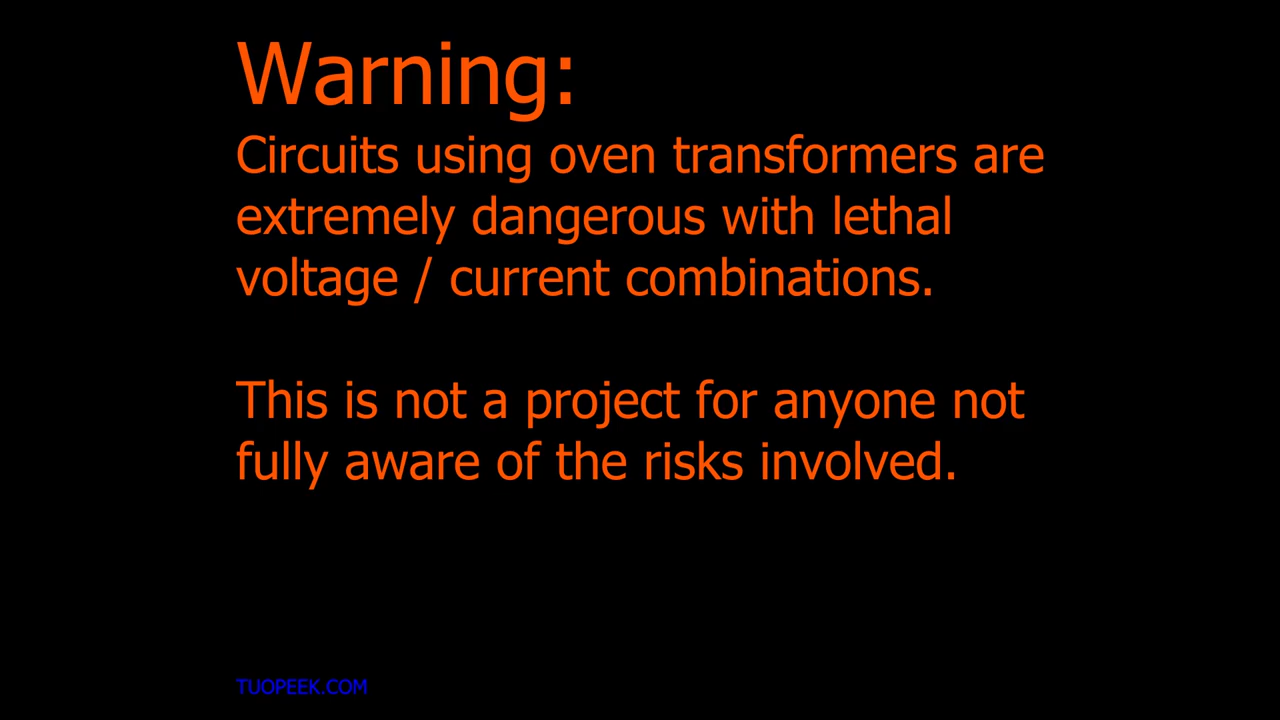 Warning:
Circuits using oven transformers are
extremely dangerous with lethal
voltage / current combinations.
This is not a project for anyone not
fully aware of the risks involved.
TUOPEEK.COM